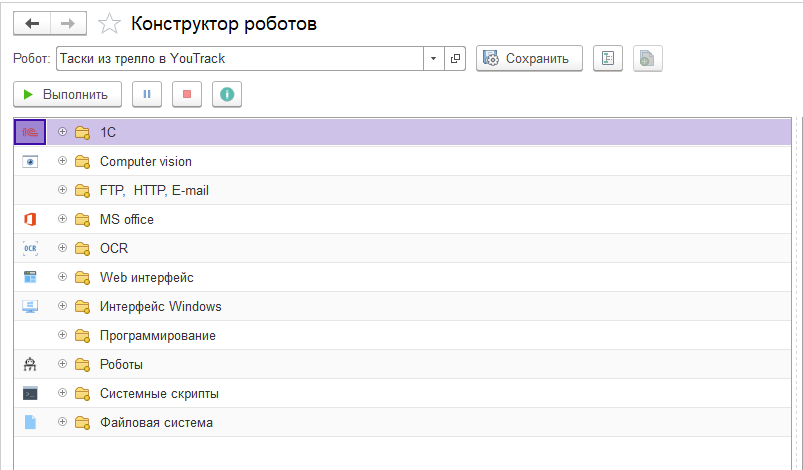 Конструктор роботов
Робот: Таски из трелло в YouTrack Сохранить
Выполнить
1С
Computer vision
FTP, HTTP, E-mail
MS office
OCR OCR
Web интерфейс
Интерфейс Windows
Программирование
Роботы
Системные скрипты
Файловая система